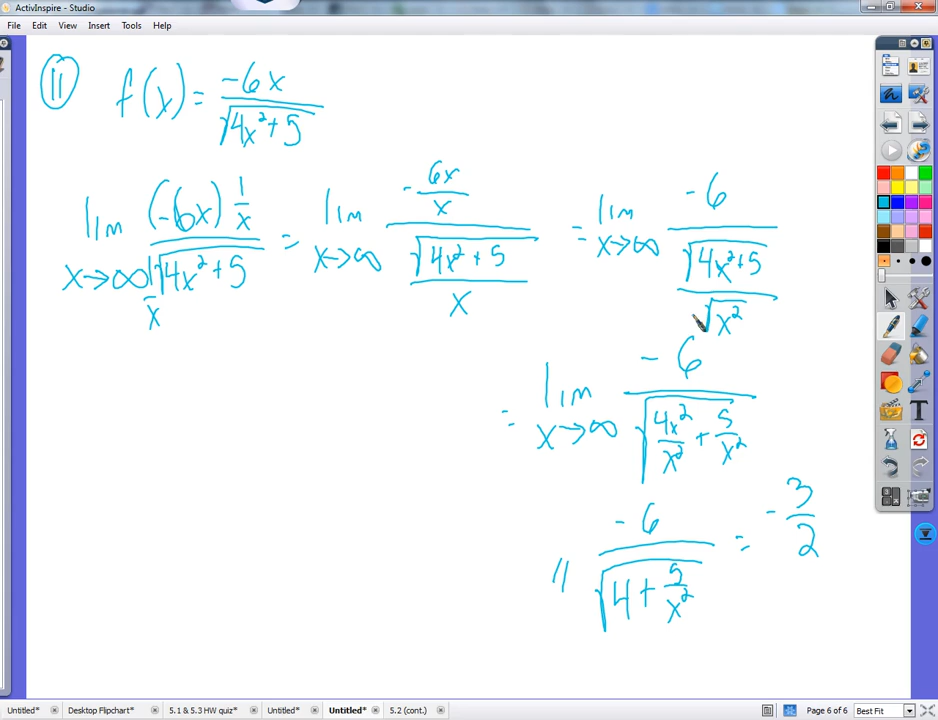 ActivInspire - Studio
File Edit View Insert Tools Help
11 f(x) = -6x / √(4x² + 5)
lim x→∞ (-6x) 1/x / 1/x √(4x² + 5) = lim x→∞ - 6x/x / √(4x² + 5) / x = lim x→∞ -6 / √(4x² + 5) / √x²
= lim x→∞ -6 / √(4x²/x² + 5/x²)
= -6 / √(4 + 5/x²) = - 3/2
Untitled* Desktop Flipchart* 5.1 & 5.3 HW quiz* Untitled* Untitled* 5.2 (cont.) Page 6 of 6 Best Fit